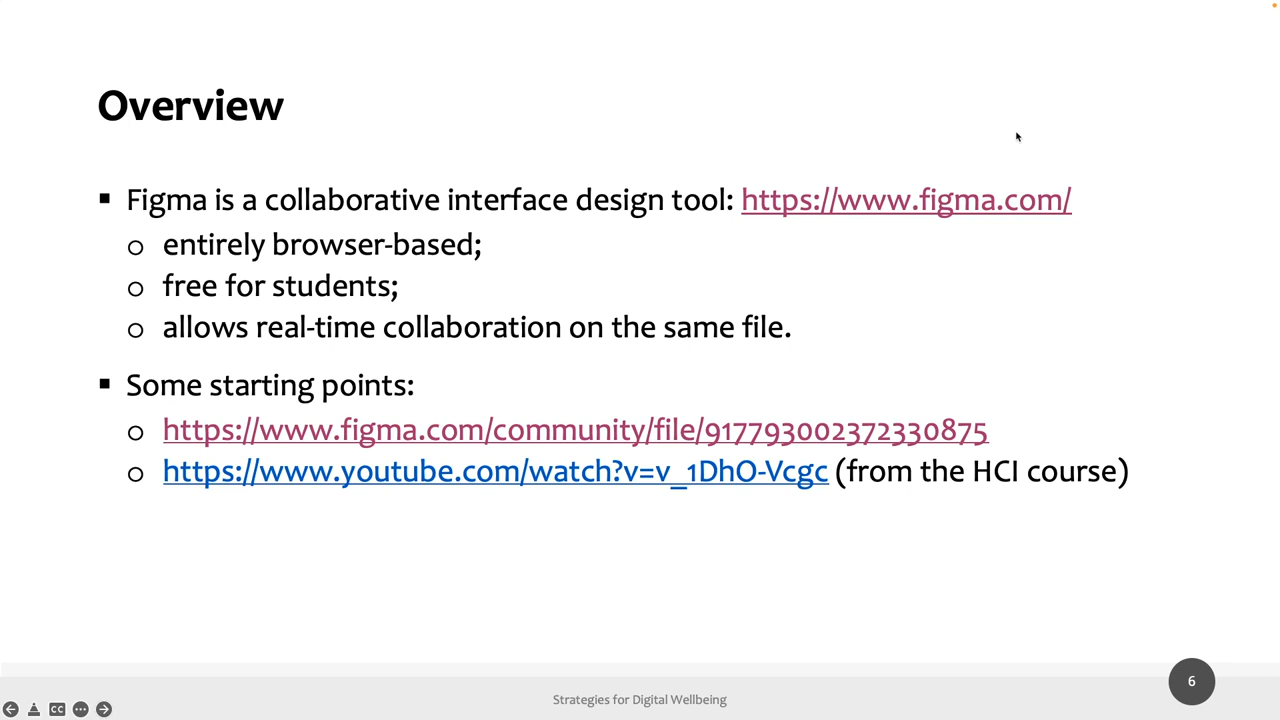 Overview
▪ Figma is a collaborative interface design tool: https://www.figma.com/
o entirely browser-based;
o free for students;
o allows real-time collaboration on the same file.
▪ Some starting points:
o https://www.figma.com/community/file/917793002372330875
o https://www.youtube.com/watch?v=v_1DhO-Vcgc (from the HCI course)
Strategies for Digital Wellbeing
6
CC